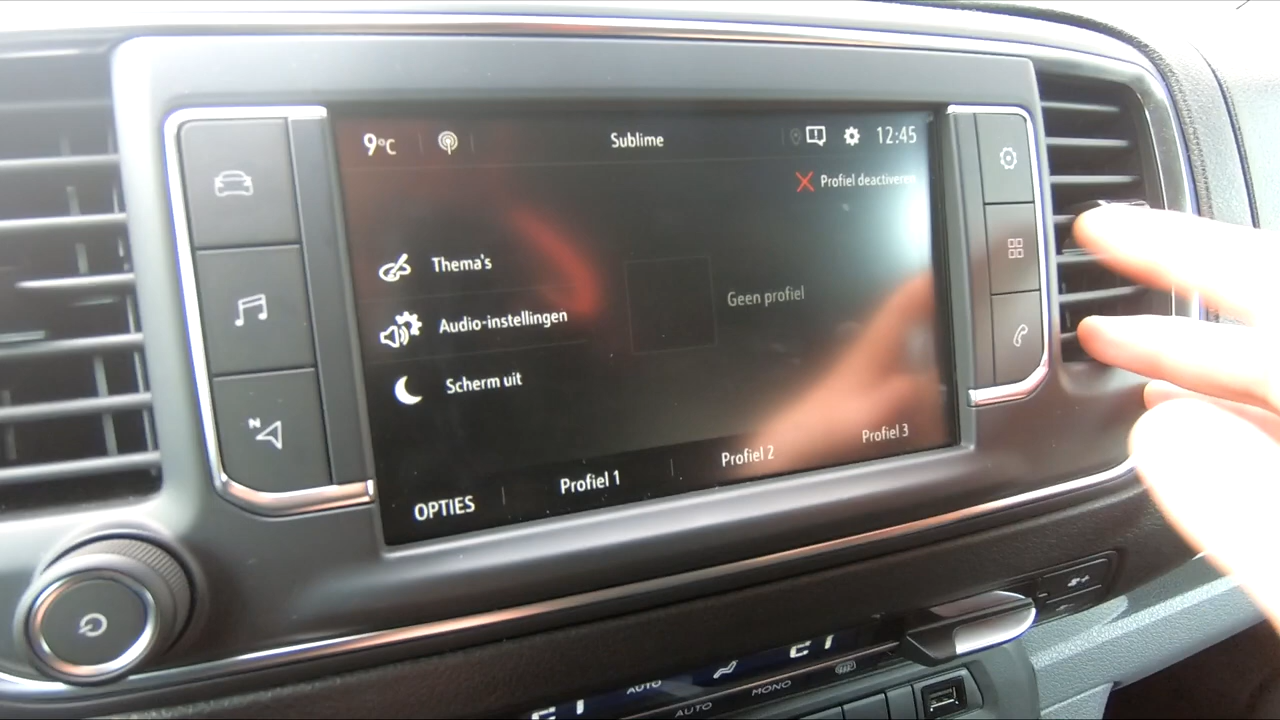 9°C
Sublime
12:45
Profiel deactiveren
Thema's
Audio-instellingen
Geen profiel
Scherm uit
OPTIES
Profiel 1
Profiel 2
Profiel 3
N
AUTO
MONO
AUTO